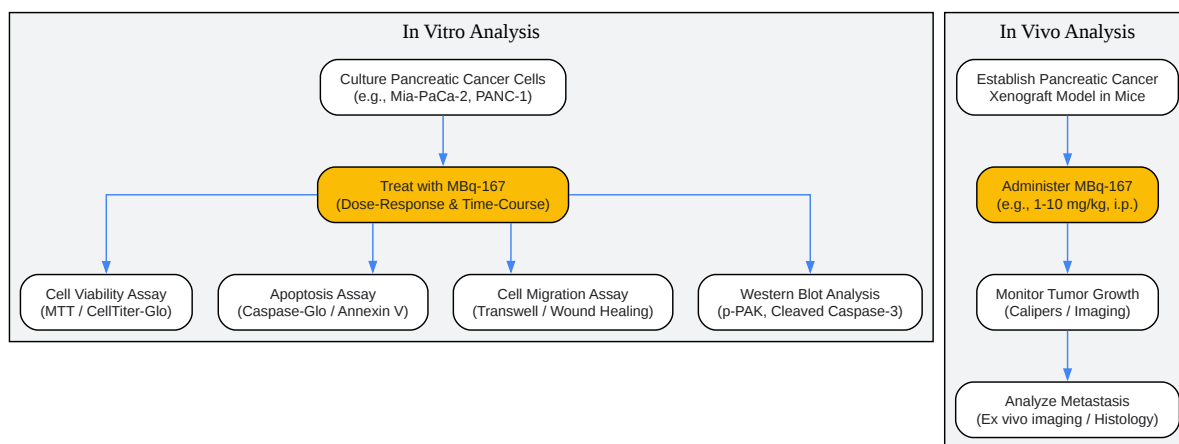 In Vitro Analysis
Culture Pancreatic Cancer Cells
(e.g., Mia-PaCa-2, PANC-1)
Treat with MBq-167
(Dose-Response & Time-Course)
Cell Viability Assay
(MTT / CellTiter-Glo)
Apoptosis Assay
(Caspase-Glo / Annexin V)
Cell Migration Assay
(Transwell / Wound Healing)
Western Blot Analysis
(p-PAK, Cleaved Caspase-3)
In Vivo Analysis
Establish Pancreatic Cancer
Xenograft Model in Mice
Administer MBq-167
(e.g., 1-10 mg/kg, i.p.)
Monitor Tumor Growth
(Calipers / Imaging)
Analyze Metastasis
(Ex vivo imaging / Histology)